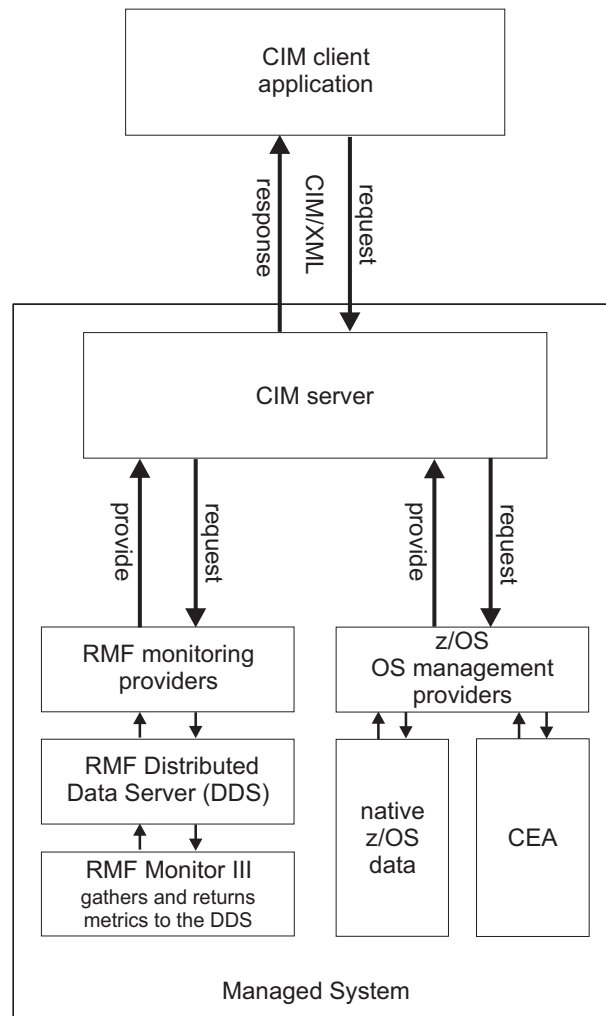 CIM client
application
response
CIM/XML
request
CIM server
provide
request
provide
request
RMF monitoring
providers
z/OS
OS management
providers
RMF Distributed
Data Server (DDS)
native
z/OS
data
CEA
RMF Monitor III
gathers and returns
metrics to the DDS
Managed System